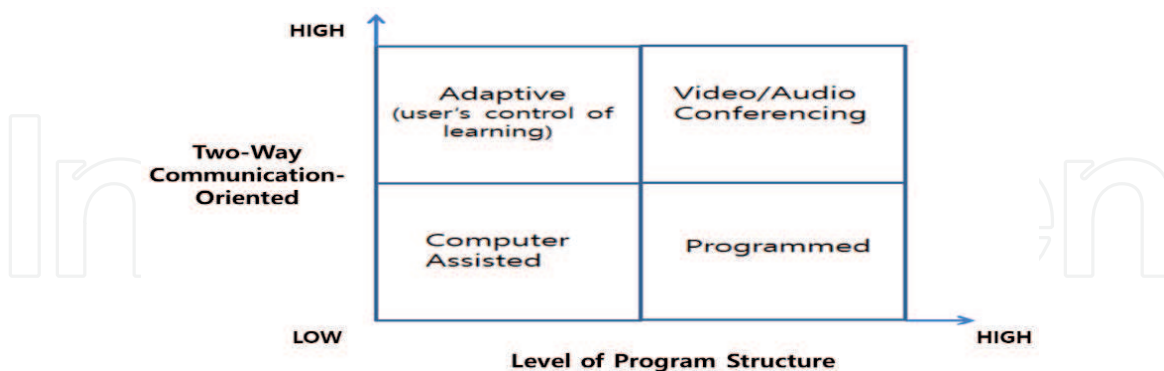 HIGH
Adaptive
(user's control of
learning)
Video/Audio
Conferencing
Two-Way
Communication-
Oriented
Computer
Assisted
Programmed
LOW
HIGH
Level of Program Structure